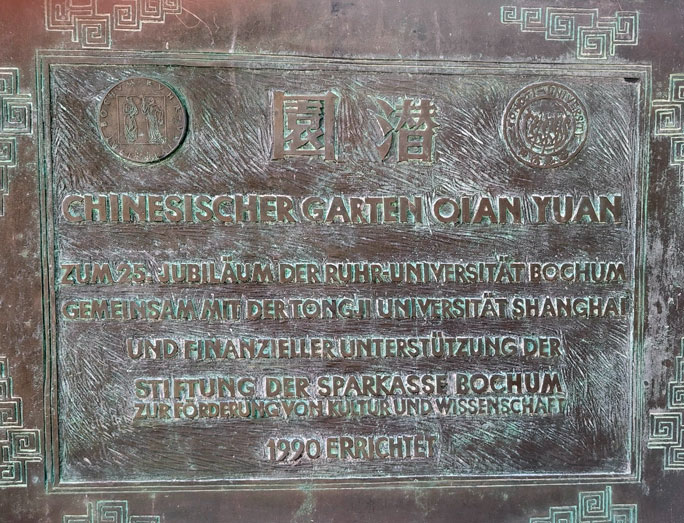 園 潛
CHINESISCHER GARTEN QIAN YUAN
ZUM 25. JUBILÄUM DER RUHR-UNIVERSITÄT BOCHUM
GEMEINSAM MIT DER TONGJI UNIVERSITÄT SHANGHAI
UND FINANZIELLER UNTERSTÜTZUNG DER
STIFTUNG DER SPARKASSE BOCHUM
ZUR FÖRDERUNG VON KULTUR UND WISSENSCHAFT
1990 ERRICHTET